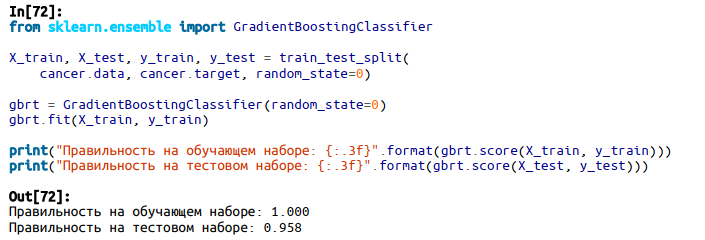 In[72]:
from sklearn.ensemble import GradientBoostingClassifier
X_train, X_test, y_train, y_test = train_test_split(
    cancer.data, cancer.target, random_state=0)
gbrt = GradientBoostingClassifier(random_state=0)
gbrt.fit(X_train, y_train)
print("Правильность на обучающем наборе: {:.3f}".format(gbrt.score(X_train, y_train)))
print("Правильность на тестовом наборе: {:.3f}".format(gbrt.score(X_test, y_test)))
Out[72]:
Правильность на обучающем наборе: 1.000
Правильность на тестовом наборе: 0.958